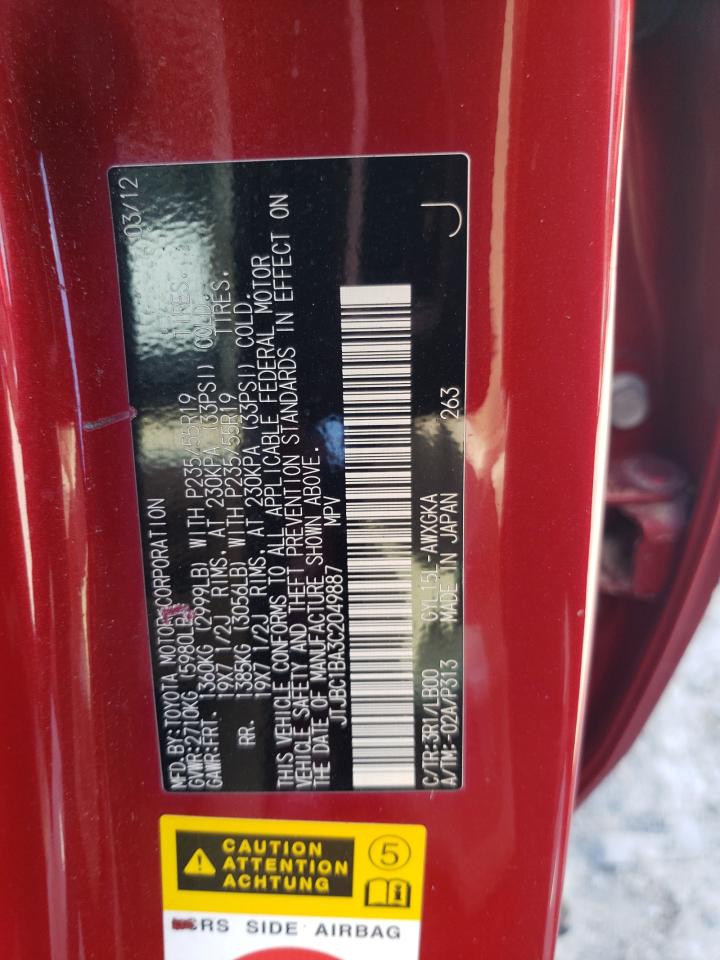 MFD. BY: TOYOTA MOTOR CORPORATION 03/12
GVWR: 2710KG (5980LB)
GAWR: FRT. 1360KG (2999LB) WITH P235/55R19 TIRES.
19X7 1/2J RIMS. AT 230KPA (33PSI) COLD.
RR. 1385KG (3056LB) WITH P235/55R19 TIRES.
19X7 1/2J RIMS. AT 230KPA (33PSI) COLD.
THIS VEHICLE CONFORMS TO ALL APPLICABLE FEDERAL MOTOR
VEHICLE SAFETY AND THEFT PREVENTION STANDARDS IN EFFECT ON
THE DATE OF MANUFACTURE SHOWN ABOVE.
JTJBC1BA3C2049887 MPV
C/TR: 3R1/LB00 GYL15L-AWXGKA
A/TM: -02A/P313 MADE IN JAPAN 263
J
CAUTION
ATTENTION
ACHTUNG
5
SRS SIDE AIRBAG